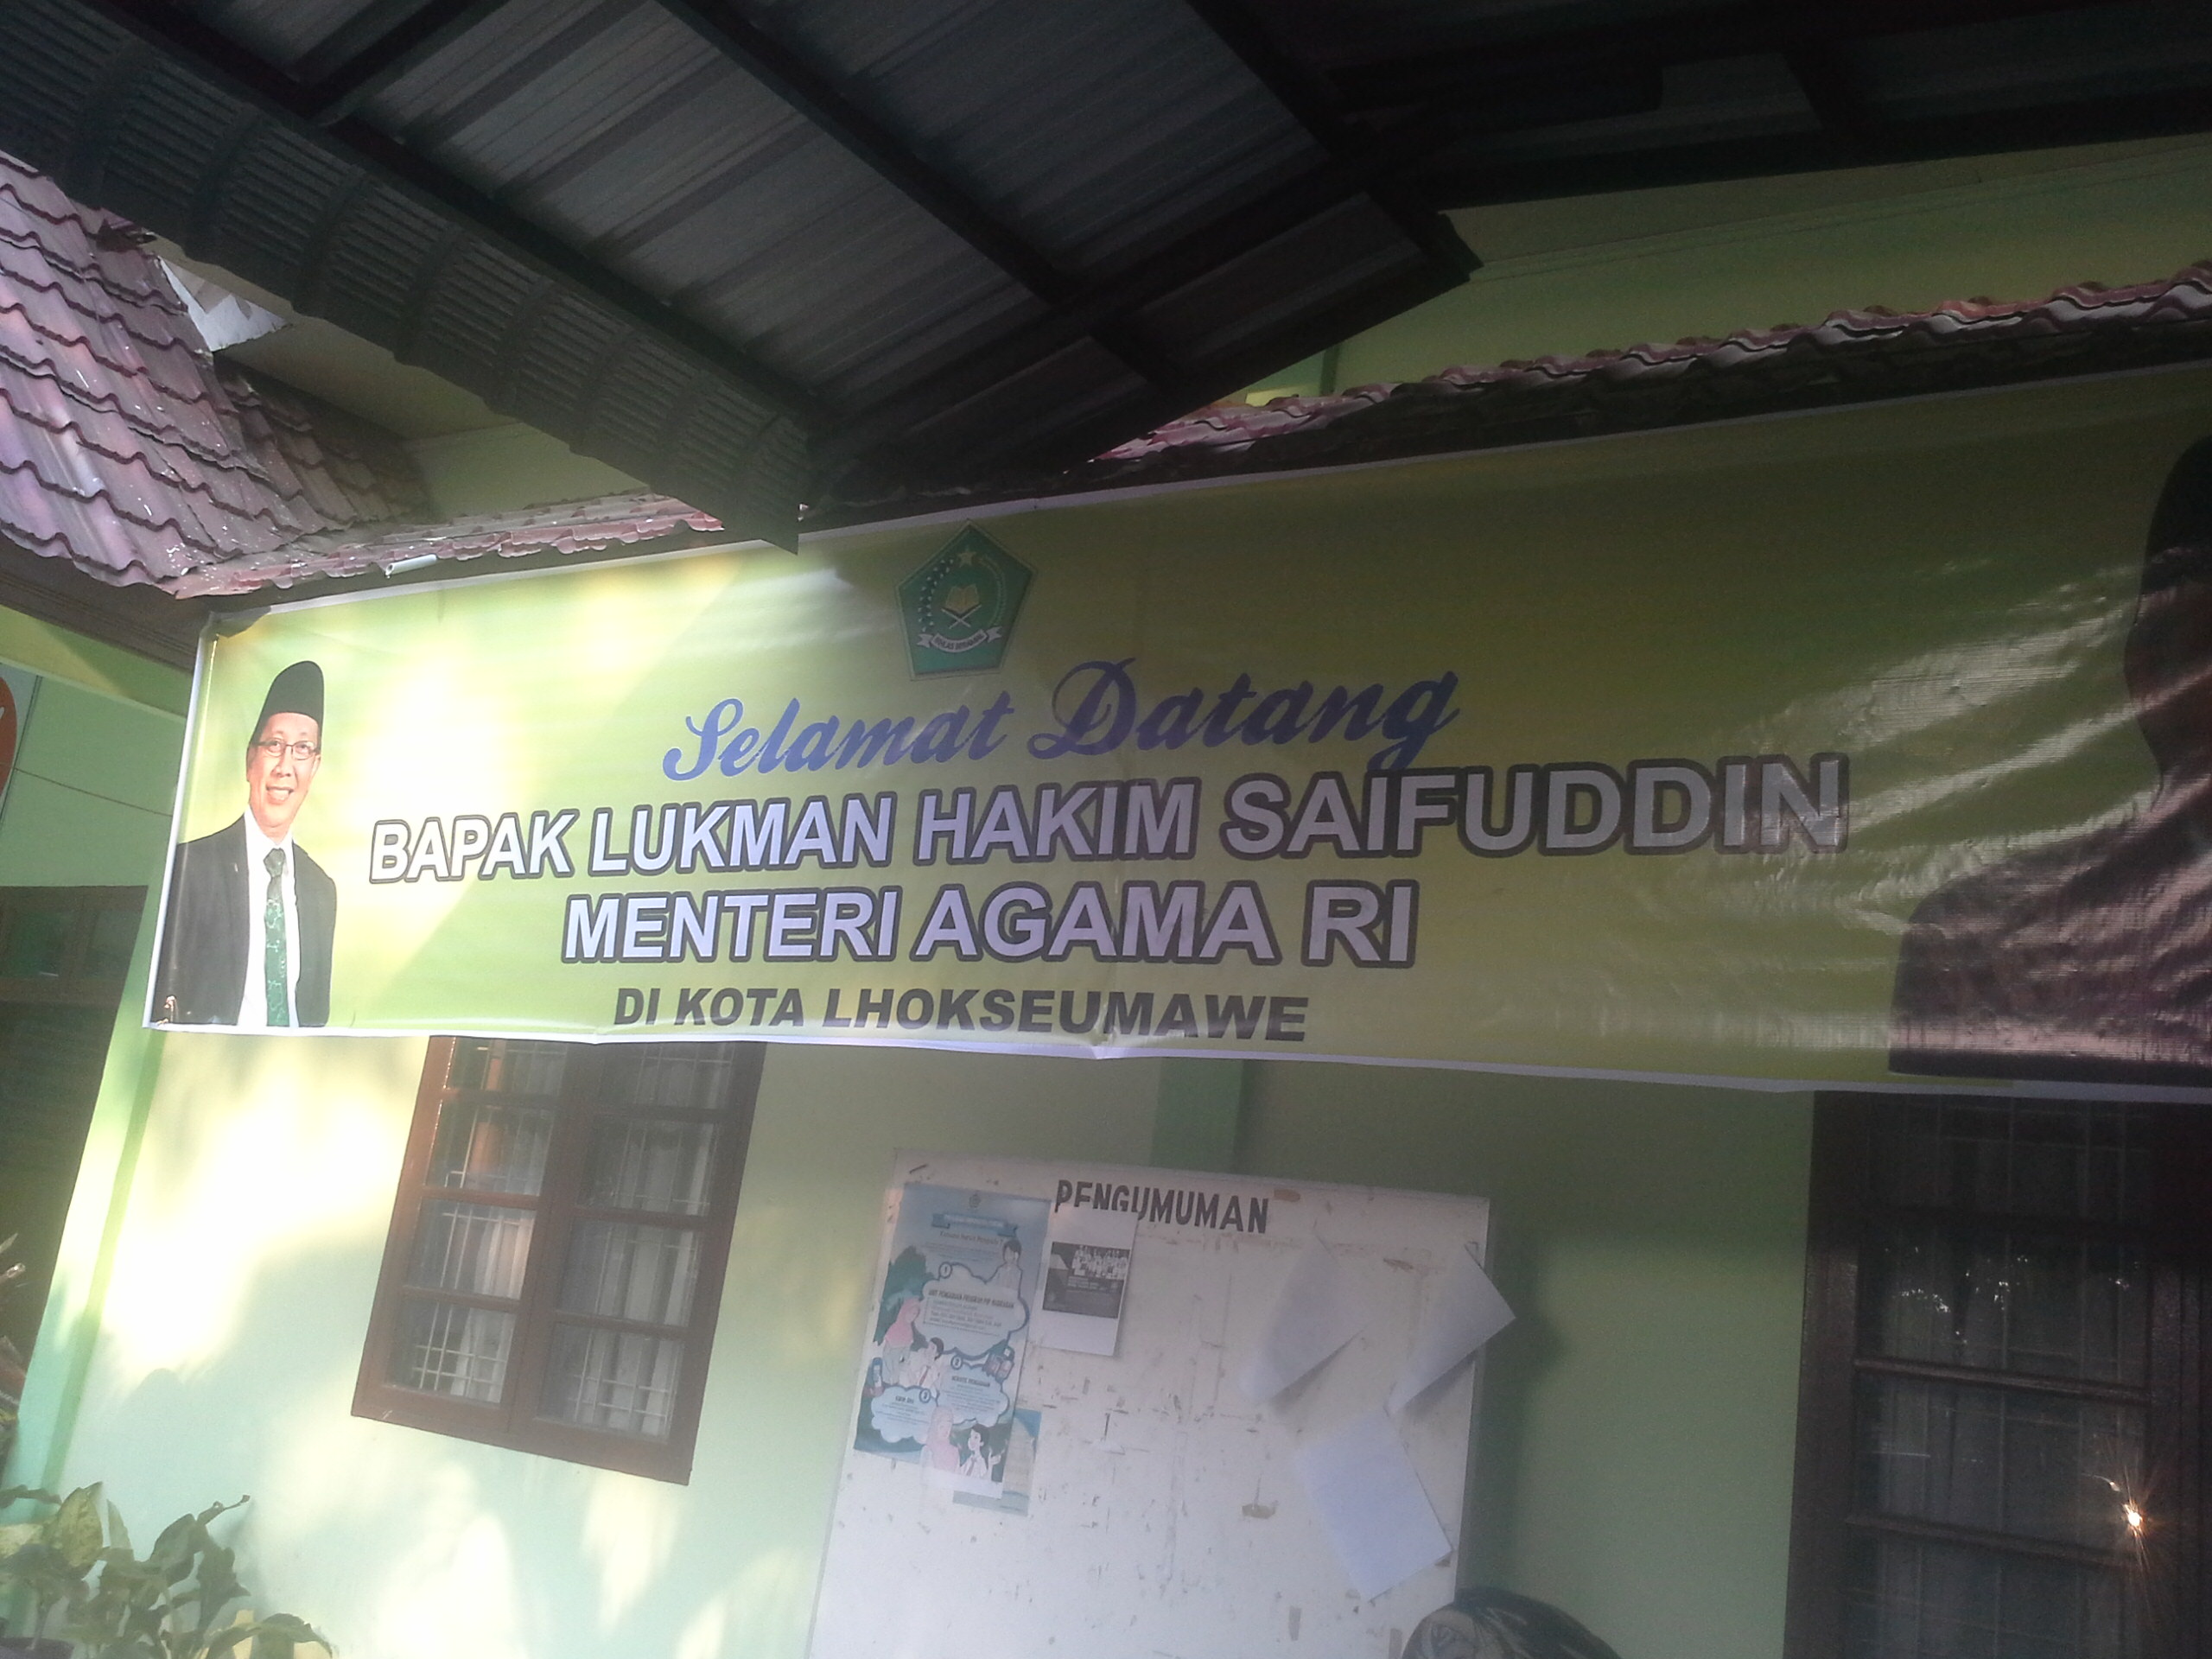 Selamat Datang
BAPAK LUKMAN HAKIM SAIFUDDIN
MENTERI AGAMA RI
DI KOTA LHOKSEUMAWE
PENGUMUMAN